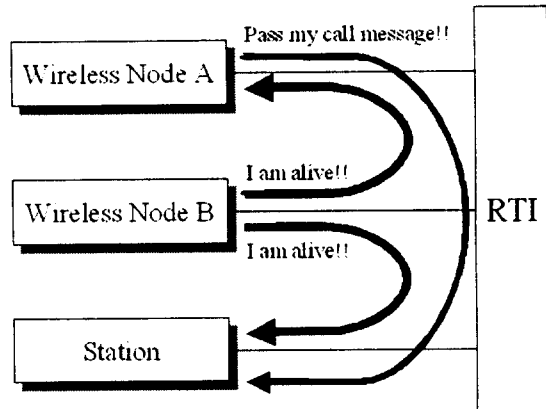 Pass my call message!!
Wireless Node A
I am alive!!
Wireless Node B
RTI
I am alive!!
Station